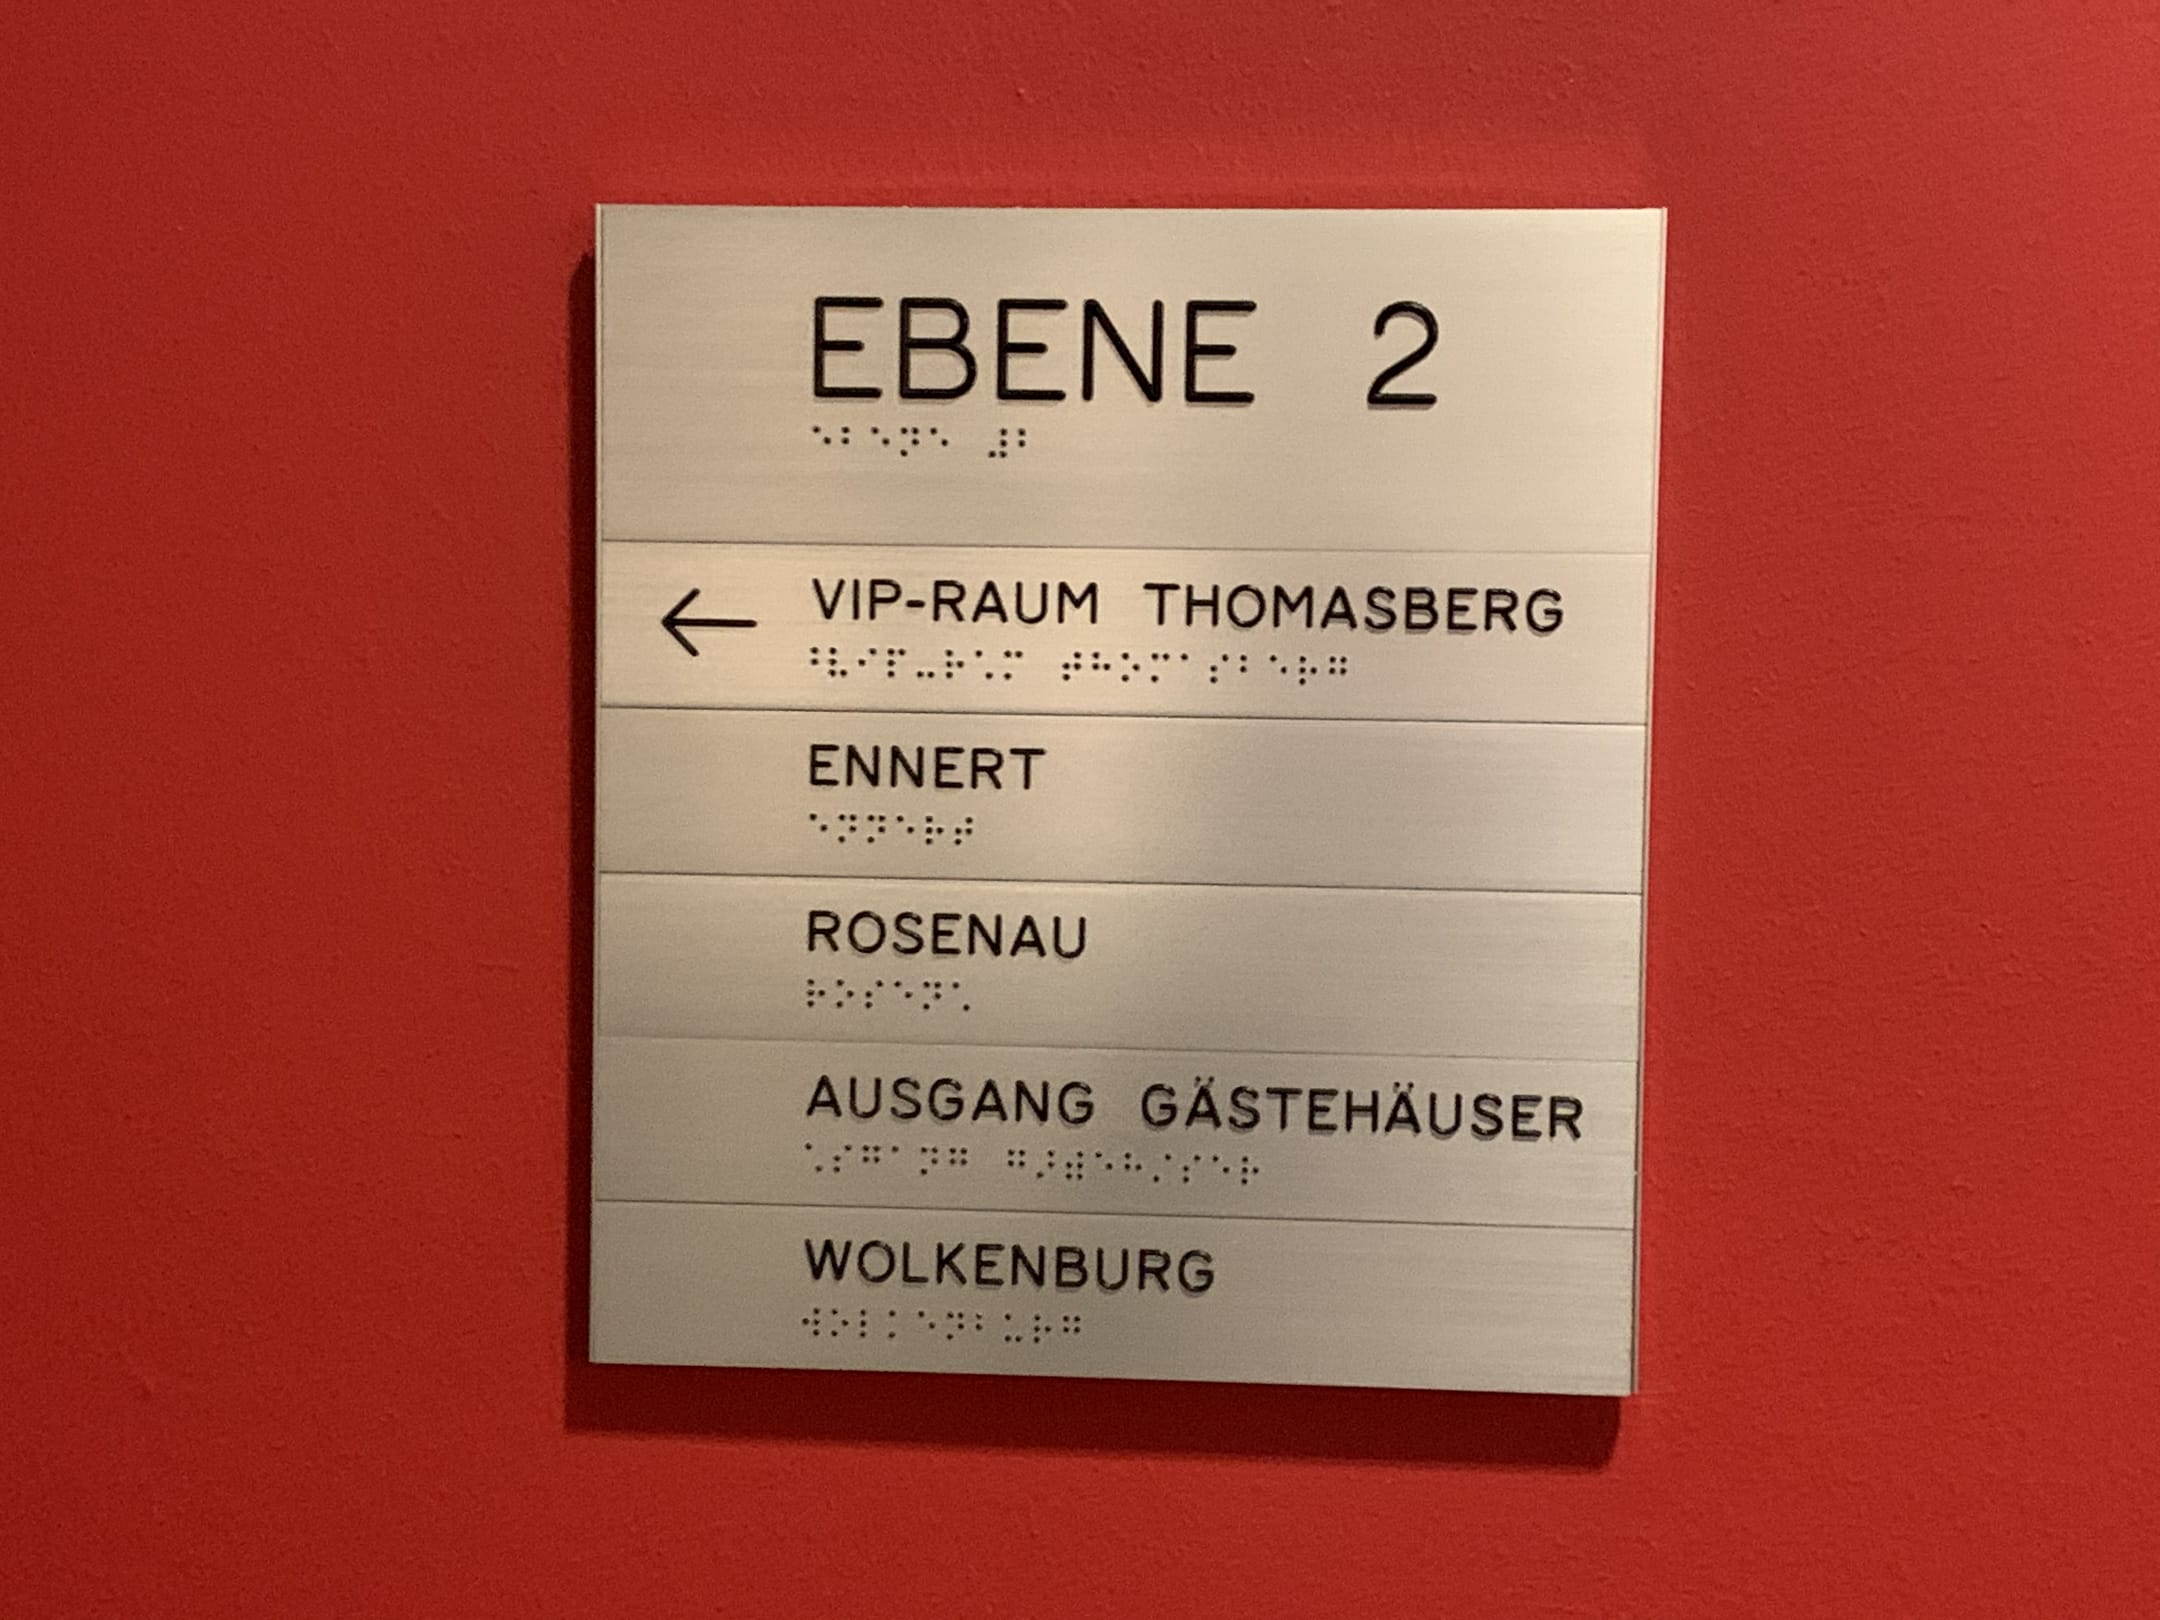 EBENE 2
⠑⠃⠑⠝⠑ ⠼⠃
← VIP-RAUM THOMASBERG
⠘⠧⠊⠏⠤⠗⠡⠍ ⠞⠓⠕⠍⠁⠎⠃⠑⠗⠛
ENNERT
⠑⠝⠝⠑⠗⠞
ROSENAU
⠗⠕⠎⠑⠝⠡
AUSGANG GÄSTEHÄUSER
⠡⠎⠛⠁⠝⠛ ⠛⠜⠾⠑⠓⠌⠎⠑⠗
WOLKENBURG
⠺⠕⠇⠅⠑⠝⠃⠥⠗⠛